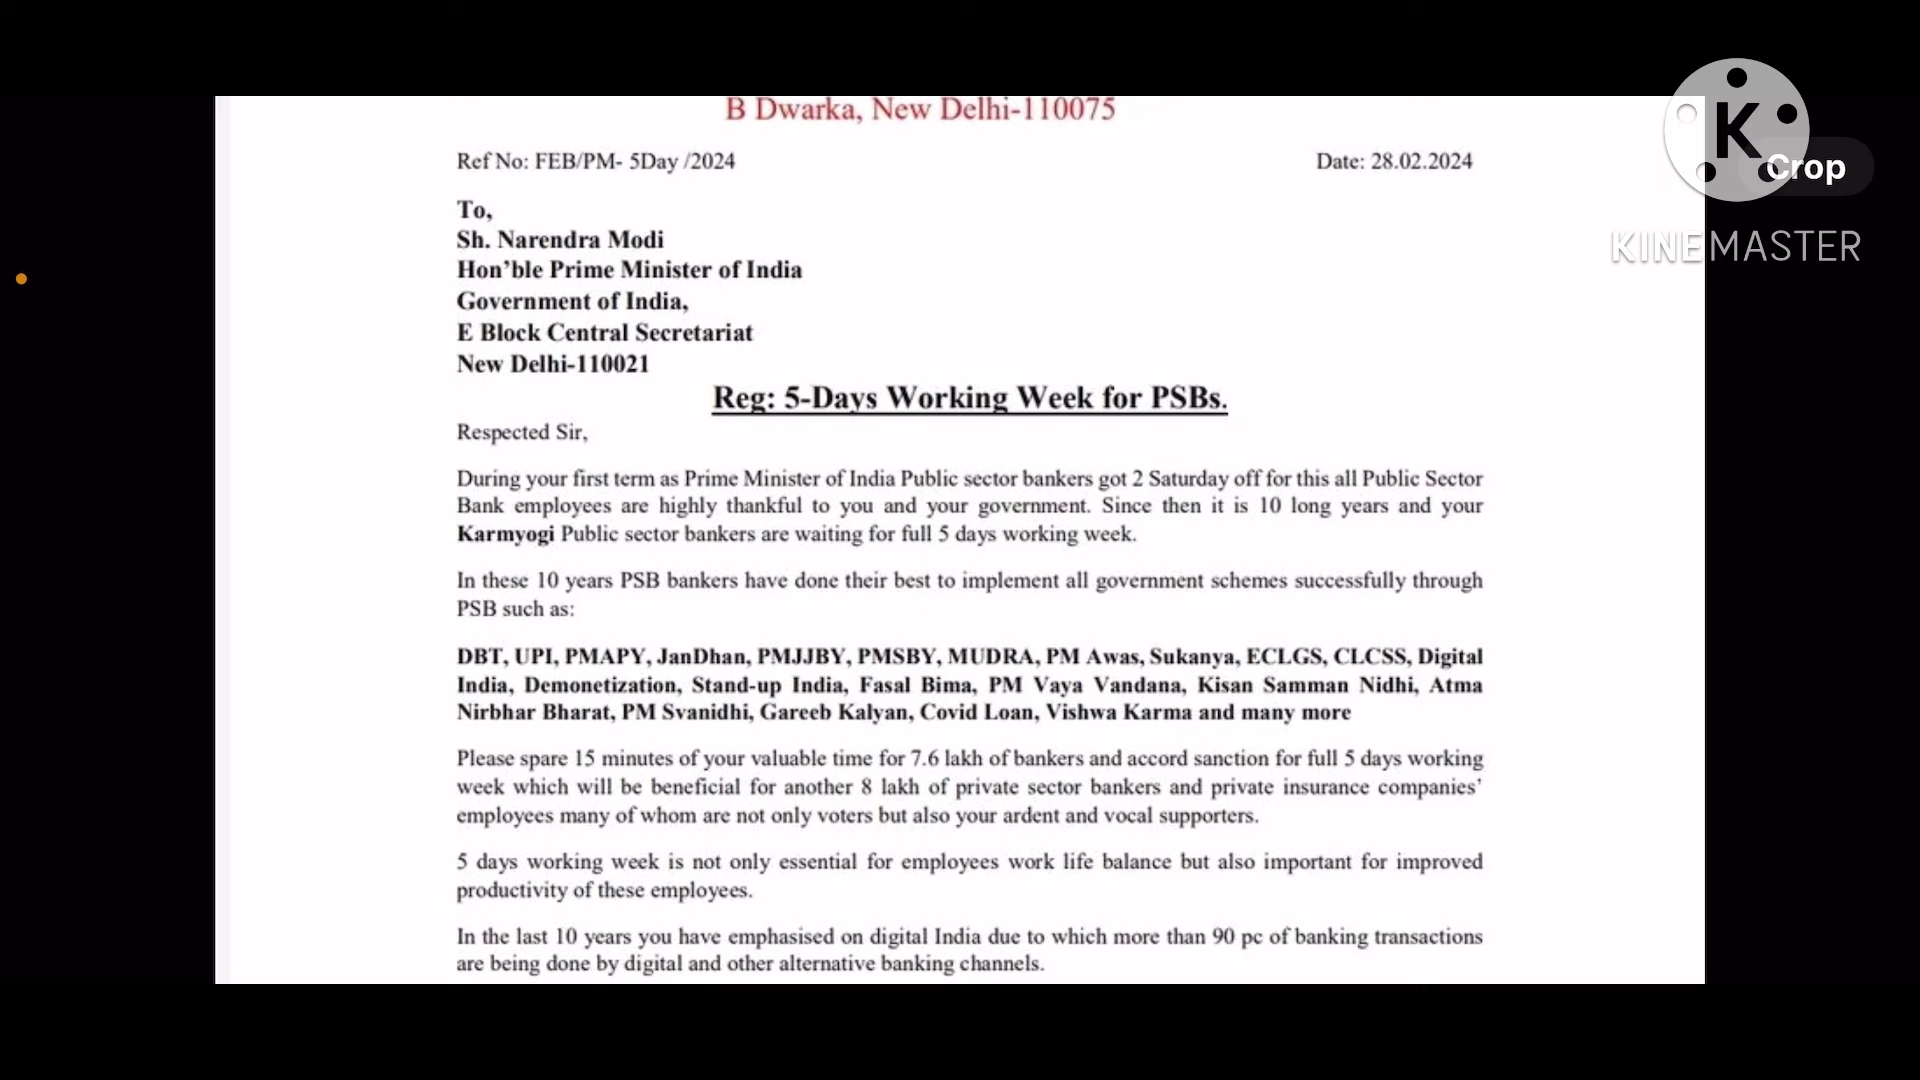 B Dwarka, New Delhi-110075
Ref No: FEB/PM- 5Day /2024 Date: 28.02.2024
K
Crop
To,
Sh. Narendra Modi
KINEMASTER
Hon’ble Prime Minister of India
Government of India,
E Block Central Secretariat
New Delhi-110021
Reg: 5-Days Working Week for PSBs.
Respected Sir,
During your first term as Prime Minister of India Public sector bankers got 2 Saturday off for this all Public Sector
Bank employees are highly thankful to you and your government. Since then it is 10 long years and your
Karmyogi Public sector bankers are waiting for full 5 days working week.
In these 10 years PSB bankers have done their best to implement all government schemes successfully through
PSB such as:
DBT, UPI, PMAPY, JanDhan, PMJJBY, PMSBY, MUDRA, PM Awas, Sukanya, ECLGS, CLCSS, Digital
India, Demonetization, Stand-up India, Fasal Bima, PM Vaya Vandana, Kisan Samman Nidhi, Atma
Nirbhar Bharat, PM Svanidhi, Gareeb Kalyan, Covid Loan, Vishwa Karma and many more
Please spare 15 minutes of your valuable time for 7.6 lakh of bankers and accord sanction for full 5 days working
week which will be beneficial for another 8 lakh of private sector bankers and private insurance companies’
employees many of whom are not only voters but also your ardent and vocal supporters.
5 days working week is not only essential for employees work life balance but also important for improved
productivity of these employees.
In the last 10 years you have emphasised on digital India due to which more than 90 pc of banking transactions
are being done by digital and other alternative banking channels.